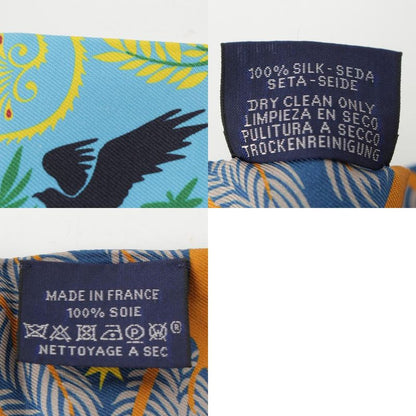 100% SILK-SEDA
SETA-SEIDE
DRY CLEAN ONLY
LIMPIEZA EN SECO
PULITURA A SECCO
TROCKENREINIGUNG
MADE IN FRANCE
100% SOIE
P W ®
NETTOYAGE A SEC